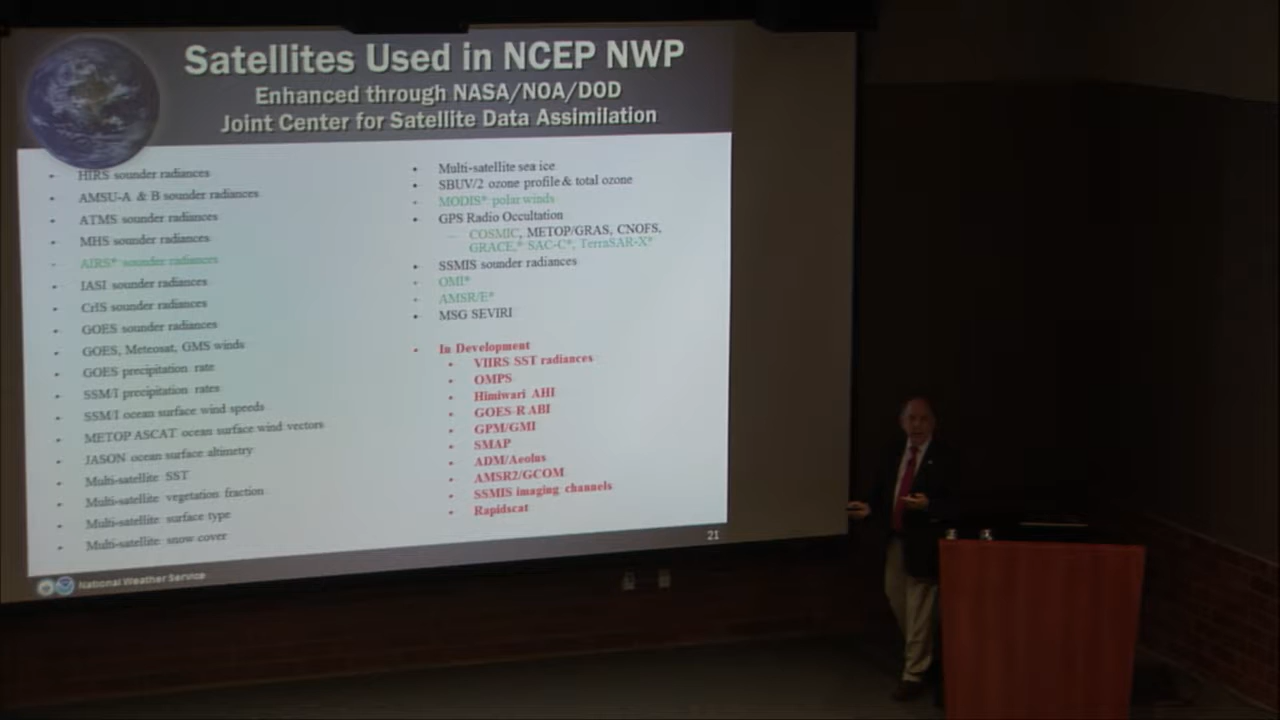 Satellites Used in NCEP NWP
Enhanced through NASA/NOA/DOD
Joint Center for Satellite Data Assimilation
• HIRS sounder radiances
• AMSU-A & B sounder radiances
• ATMS sounder radiances
• MHS sounder radiances
• AIRS* sounder radiances
• IASI sounder radiances
• CrIS sounder radiances
• GOES sounder radiances
• GOES, Meteosat, GMS winds
• GOES precipitation rate
• SSM/I precipitation rates
• SSM/I ocean surface wind speeds
• METOP ASCAT ocean surface wind vectors
• JASON ocean surface altimetry
• Multi-satellite SST
• Multi-satellite vegetation fraction
• Multi-satellite surface type
• Multi-satellite snow cover
• Multi-satellite sea ice
• SBUV/2 ozone profile & total ozone
• MODIS* polar winds
• GPS Radio Occultation
– COSMIC, METOP/GRAS, CNOFS,
GRACE,* SAC-C*, TerraSAR-X*
• SSMIS sounder radiances
• OMI*
• AMSR/E*
• MSG SEVIRI
• In Development
• VIIRS SST radiances
• OMPS
• Himiwari AHI
• GOES-R ABI
• GPM/GMI
• SMAP
• ADM/Aeolus
• AMSR2/GCOM
• SSMIS imaging channels
• Rapidscat
National Weather Service
21